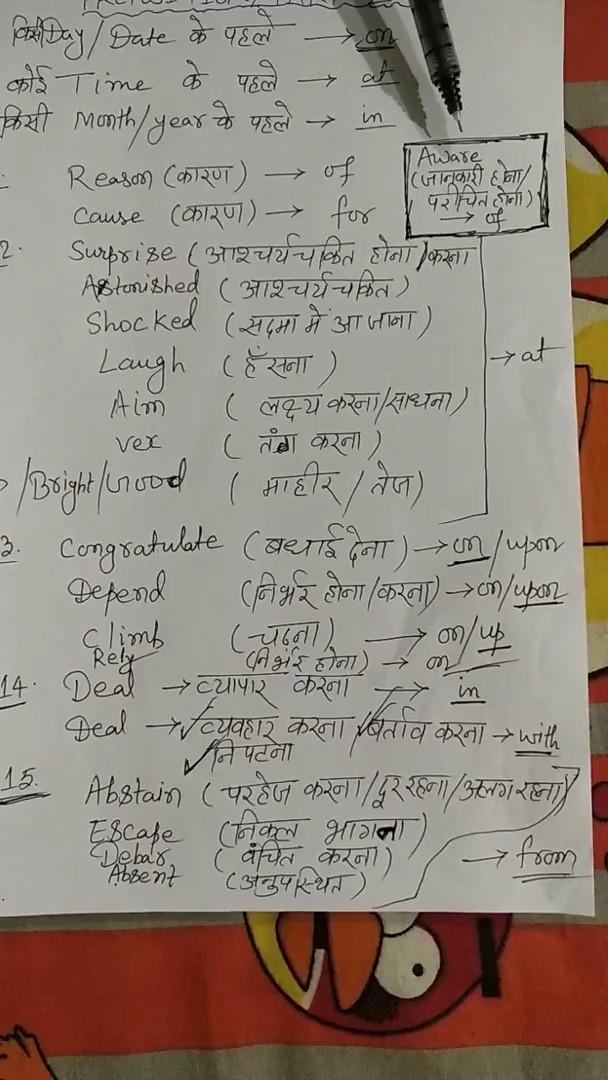 किसी Day/Date के पहले → on
कोई Time के पहले → at
किसी Month/year के पहले → in
Aware
(जानकारी होना/
परीचित होना)
→ of
Reason (कारण) → of
Cause (कारण) → for
2. Surprise (आश्चर्यचकित होना/करना
Astonished (आश्चर्यचकित)
Shocked (सदमा में आ जाना)
Laugh (हँसना)
Aim (लक्ष्य करना/साधना)
vex (तंग करना)
/Bright/Good (माहीर/तेज)
→ at
3. Congratulate (बधाई देना) → on/upon
Depend (निर्भर होना/करना) → on/upon
Climb (चढना) → on/up
Rely (निर्भर होना) → on
14. Deal → व्यापार करना → in
Deal → व्यवहार करना/बर्ताव करना → with
निपटना
15. Abstain (परहेज करना/दूर रहना/अलग रहना)
Escape (निकल भागना)
Debar (वंचित करना)
Absent (अनुपस्थित)
→ from